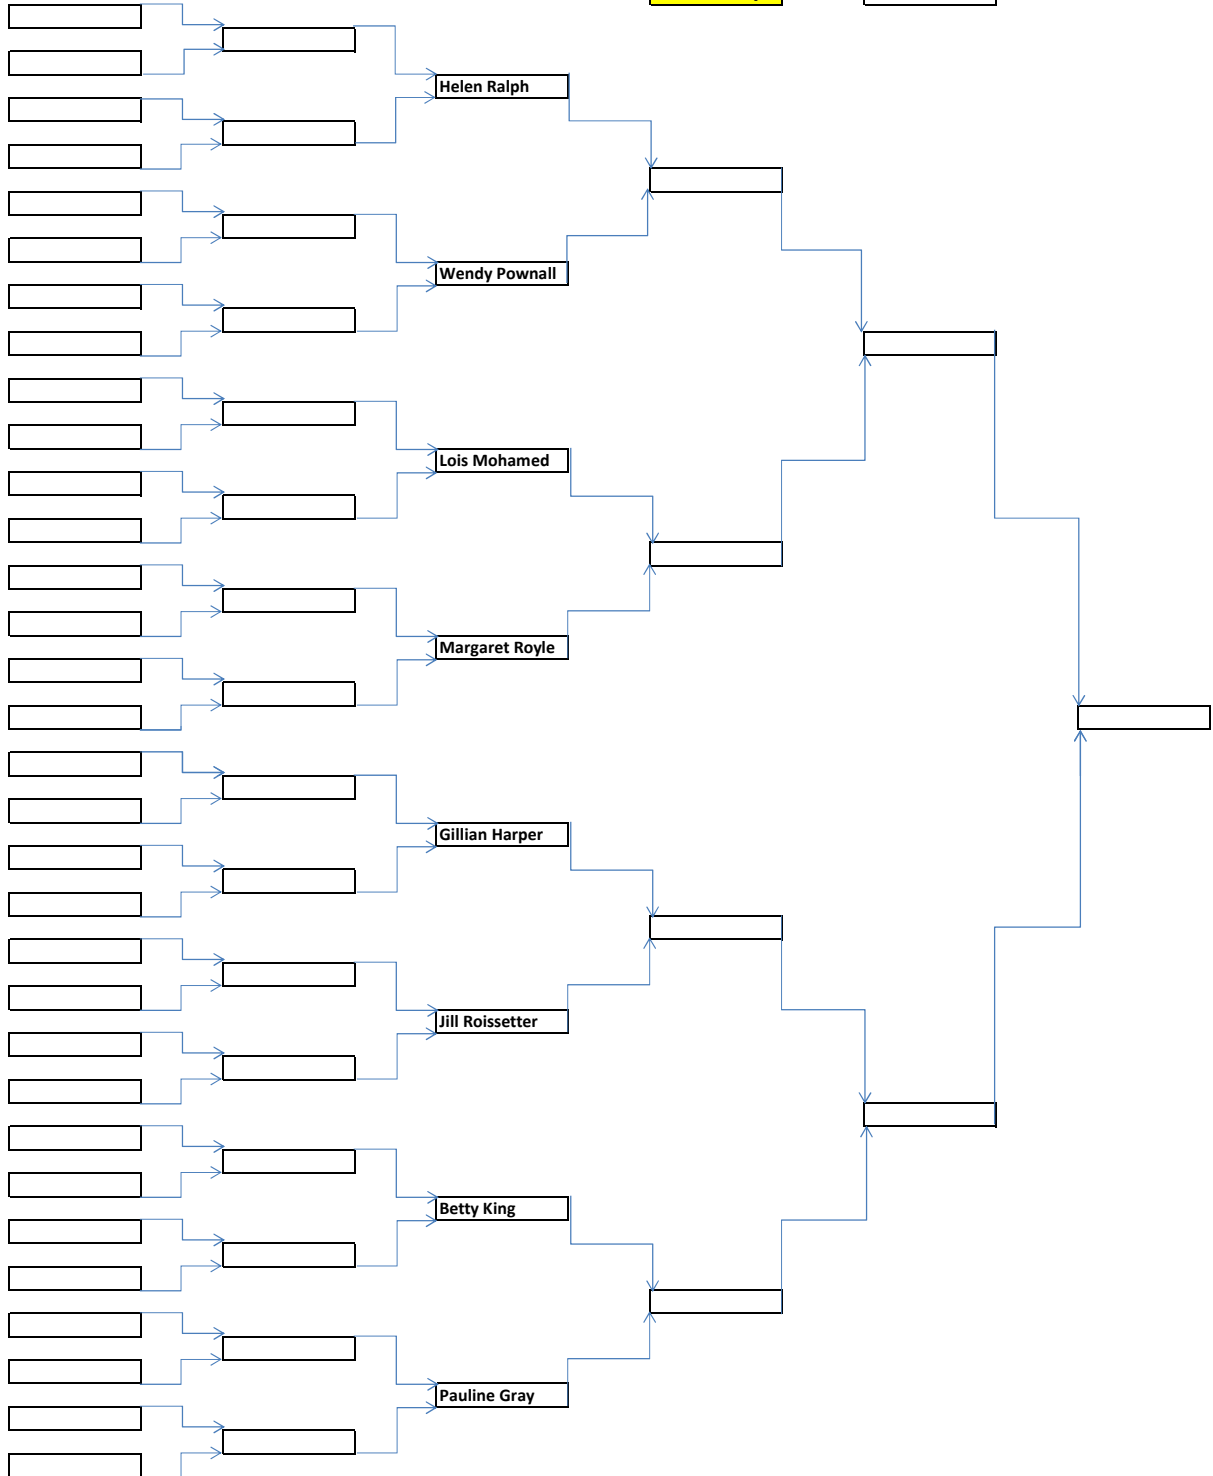 Helen Ralph
Wendy Pownall
Lois Mohamed
Margaret Royle
Gillian Harper
Jill Roissetter
Betty King
Pauline Gray